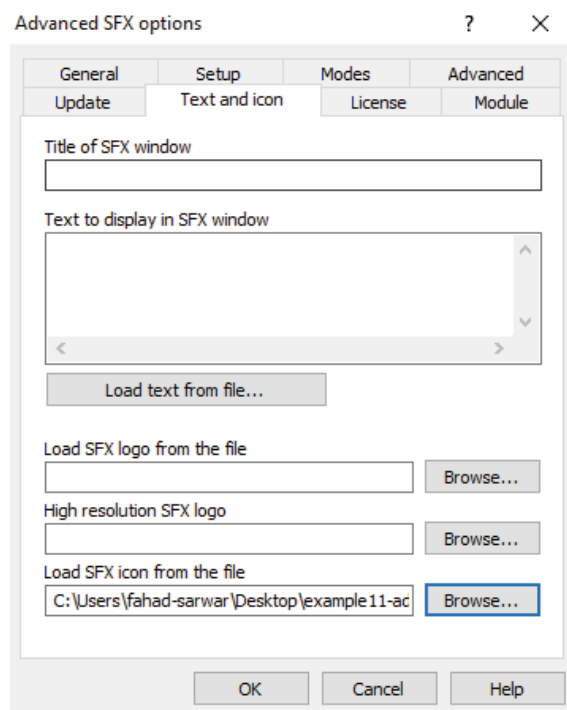 Advanced SFX options ?
General Setup Modes Advanced
Update Text and icon License Module
Title of SFX window
Text to display in SFX window
Load text from file...
Load SFX logo from the file
Browse...
High resolution SFX logo
Browse...
Load SFX icon from the file
C:\Users\fahad-sarwar\Desktop\example11-ad Browse...
OK Cancel Help